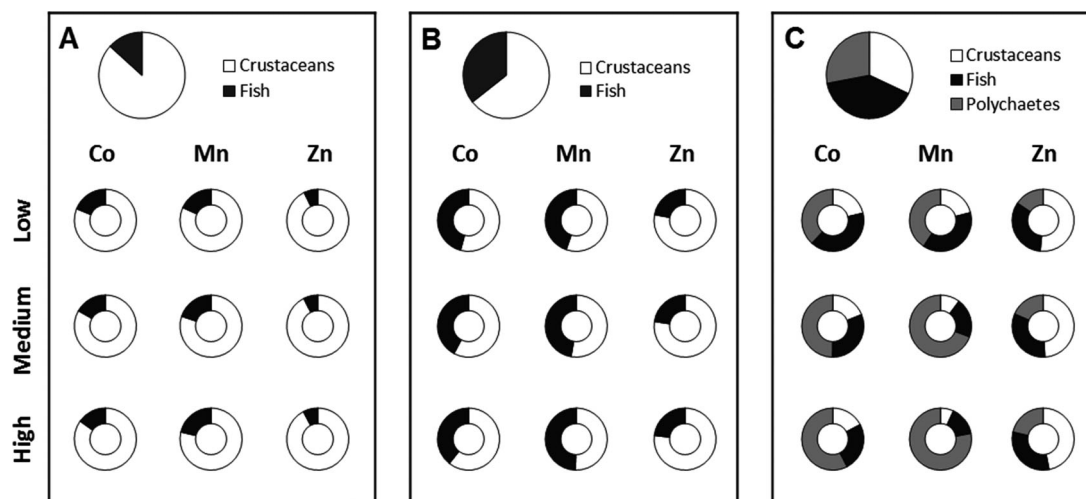 A
Crustaceans
Fish
B
Crustaceans
Fish
C
Crustaceans
Fish
Polychaetes
Co Mn Zn
Co Mn Zn
Co Mn Zn
Low
Medium
High